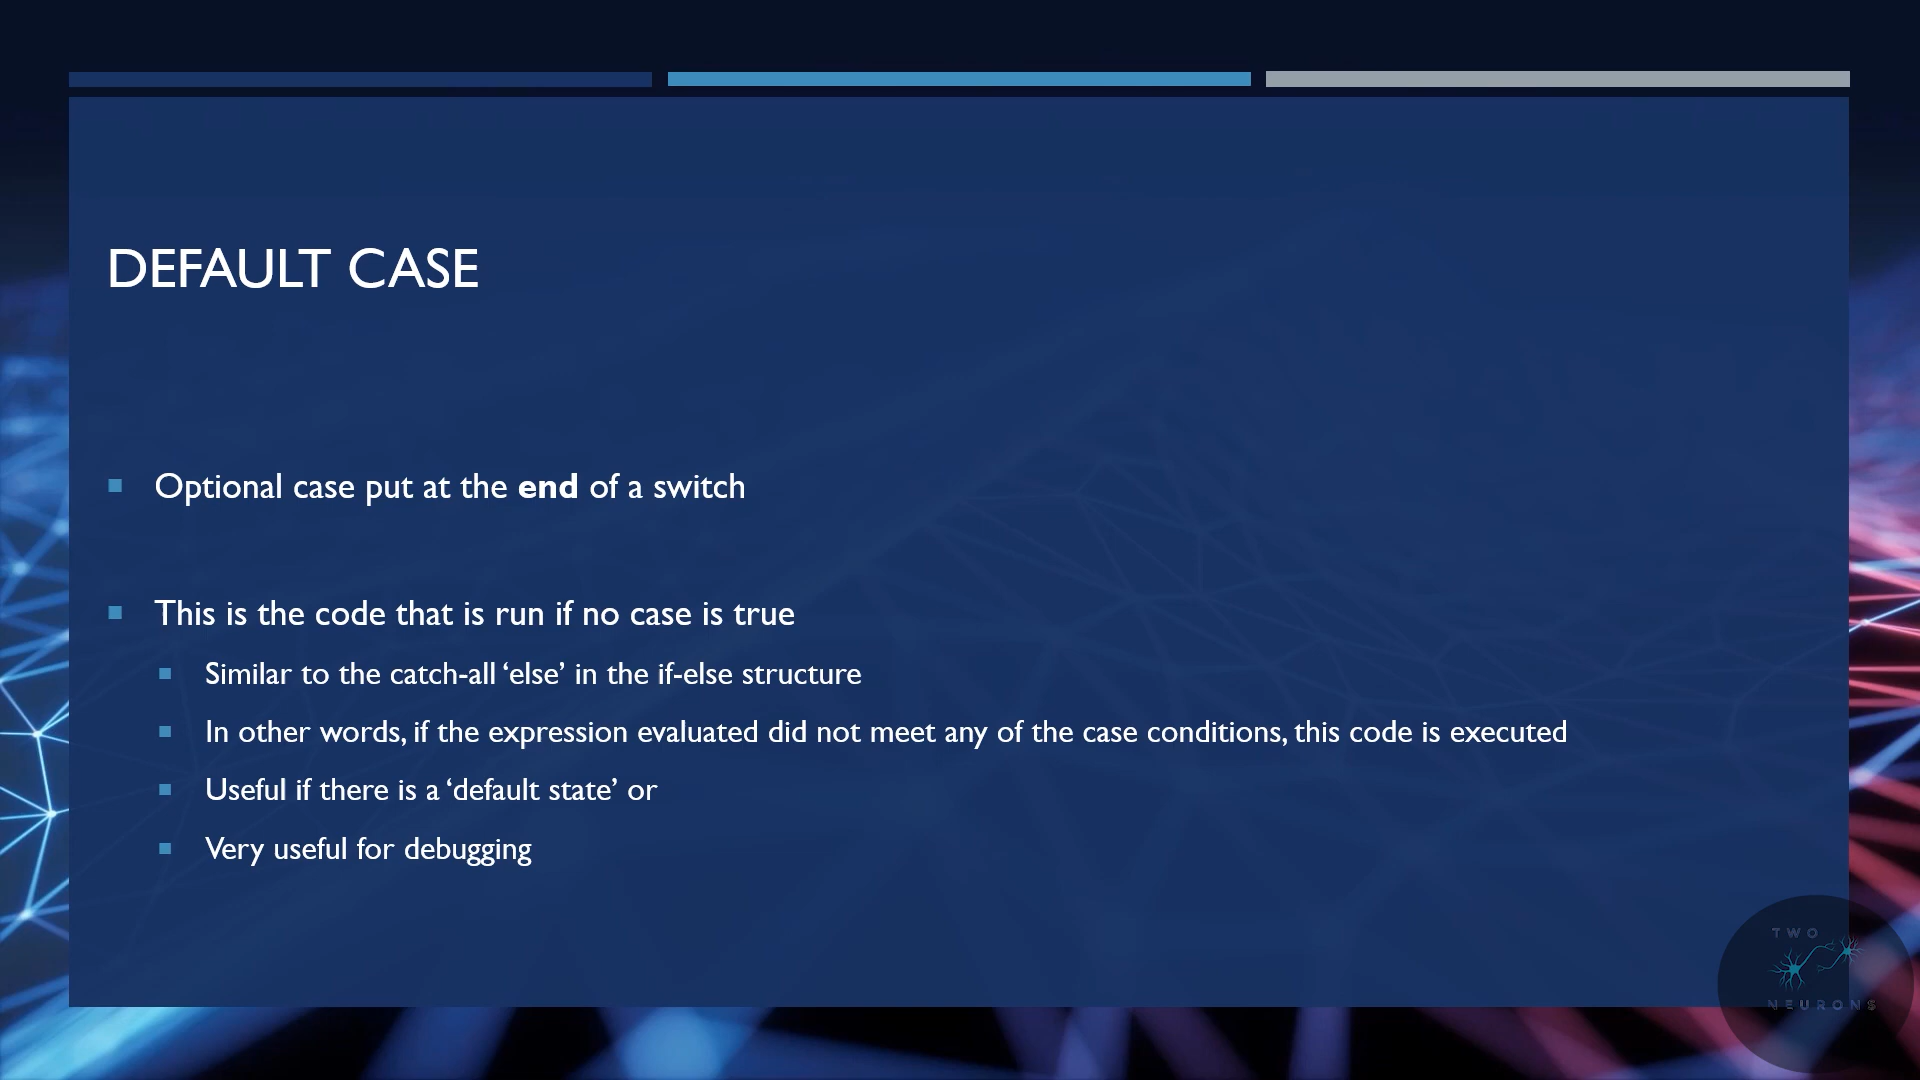 DEFAULT CASE
Optional case put at the end of a switch
This is the code that is run if no case is true
Similar to the catch-all ‘else’ in the if-else structure
In other words, if the expression evaluated did not meet any of the case conditions, this code is executed
Useful if there is a ‘default state’ or
Very useful for debugging
TWO
NEURONS